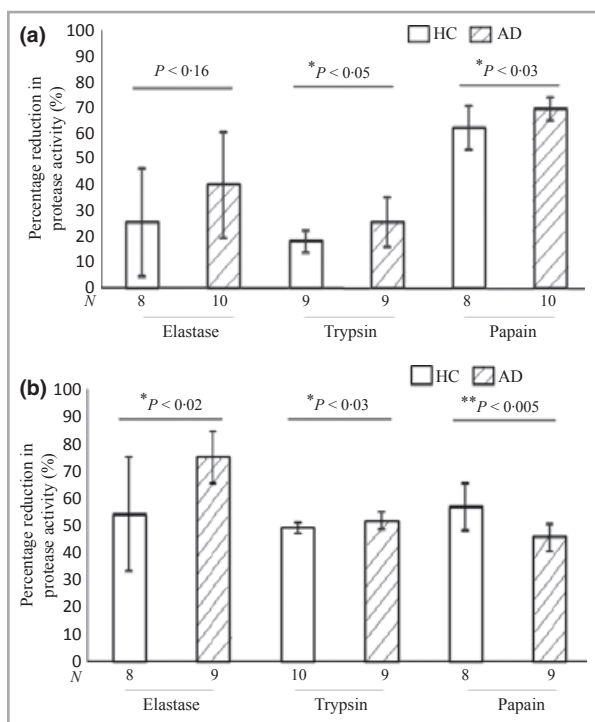 (a)
HC AD
P < 0·16 *P < 0·05 *P < 0·03
Percentage reduction in
protease activity (%)
100
90
80
70
60
50
40
30
20
10
0
N 8 10 9 9 8 10
Elastase Trypsin Papain
(b)
HC AD
*P < 0·02 *P < 0·03 **P < 0·005
Percentage reduction in
protease activity (%)
100
90
80
70
60
50
40
30
20
10
0
N 8 9 10 9 8 9
Elastase Trypsin Papain